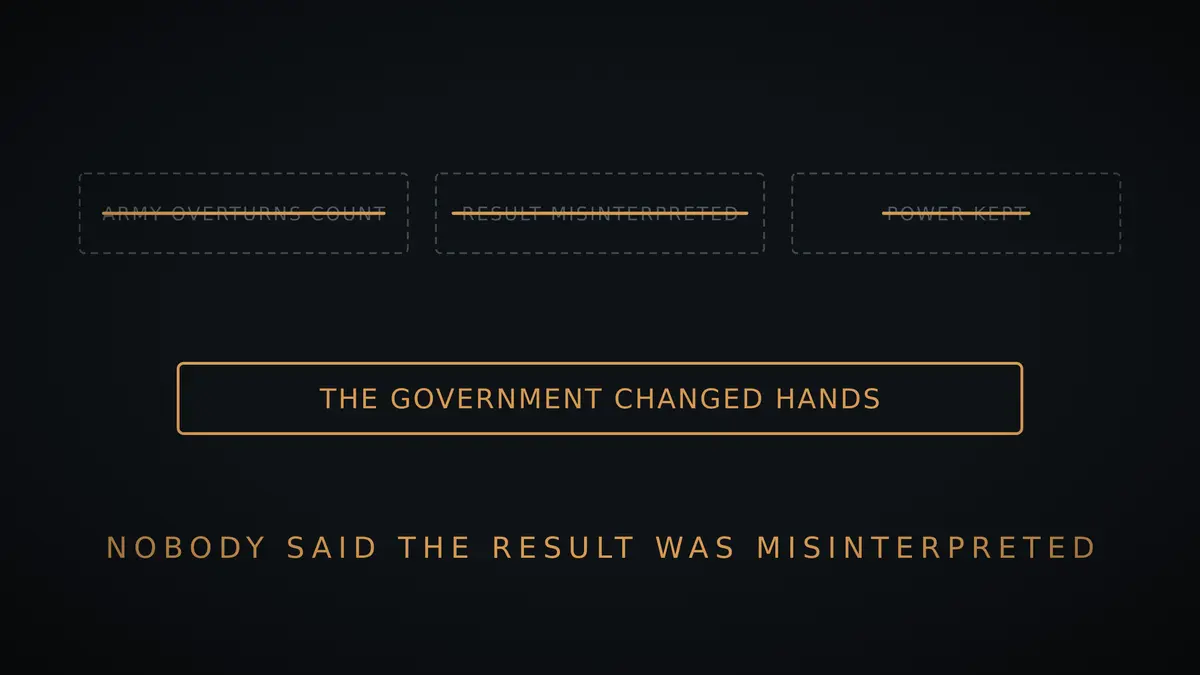 ARMY OVERTURNS COUNT
RESULT MISINTERPRETED
POWER KEPT
THE GOVERNMENT CHANGED HANDS
NOBODY SAID THE RESULT WAS MISINTERPRETED